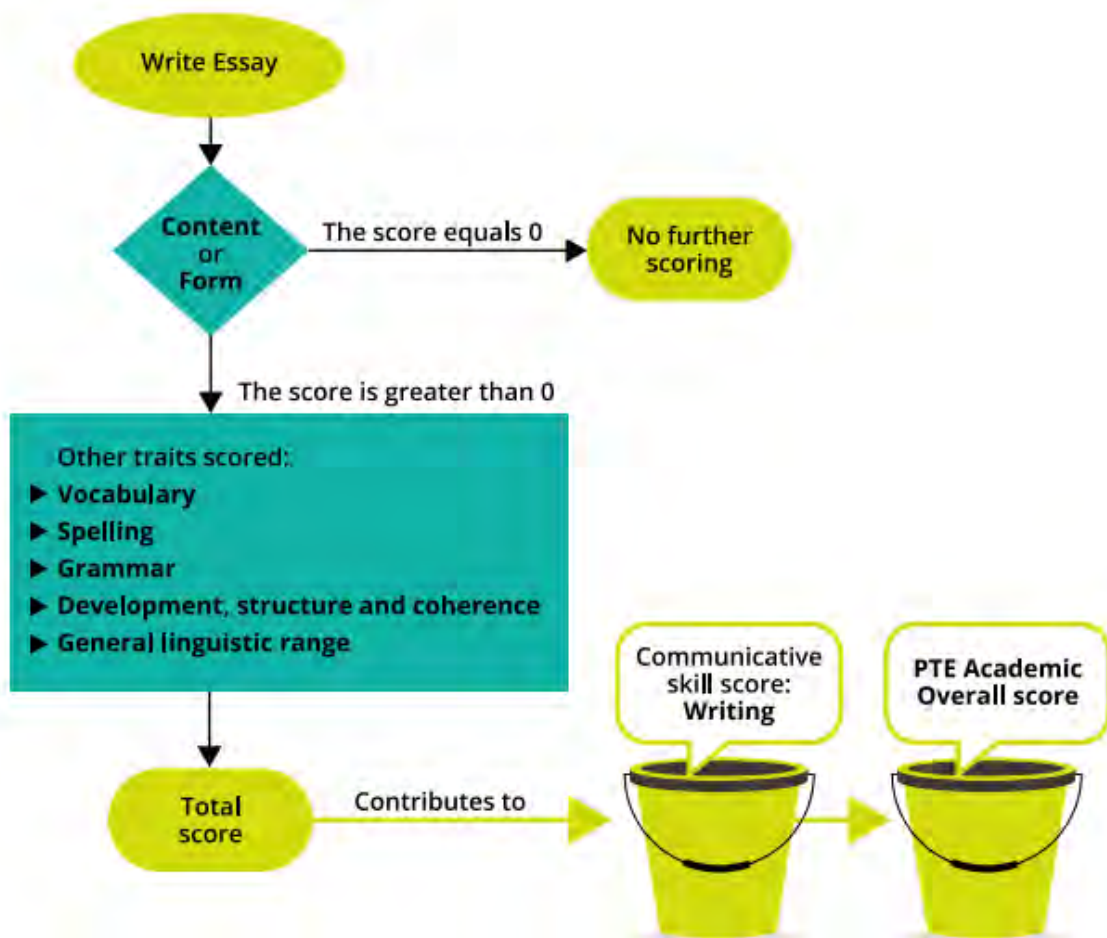 Write Essay
Content
or
Form
The score equals 0
No further
scoring
The score is greater than 0
Other traits scored:
Vocabulary
Spelling
Grammar
Development, structure and coherence
General linguistic range
Communicative
skill score:
Writing
PTE Academic
Overall score
Total
score
Contributes to